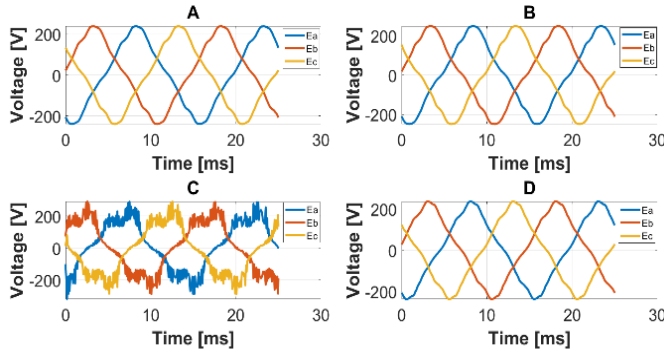 A
200
0
-200
Voltage [V]
Ea
Eb
Ec
0 10 20 30
Time [ms]
B
200
0
-200
Voltage [V]
Ea
Eb
Ec
0 10 20 30
Time [ms]
C
200
0
-200
Voltage [V]
Ea
Eb
Ec
0 10 20 30
Time [ms]
D
200
0
-200
Voltage [V]
Ea
Eb
Ec
0 10 20 30
Time [ms]